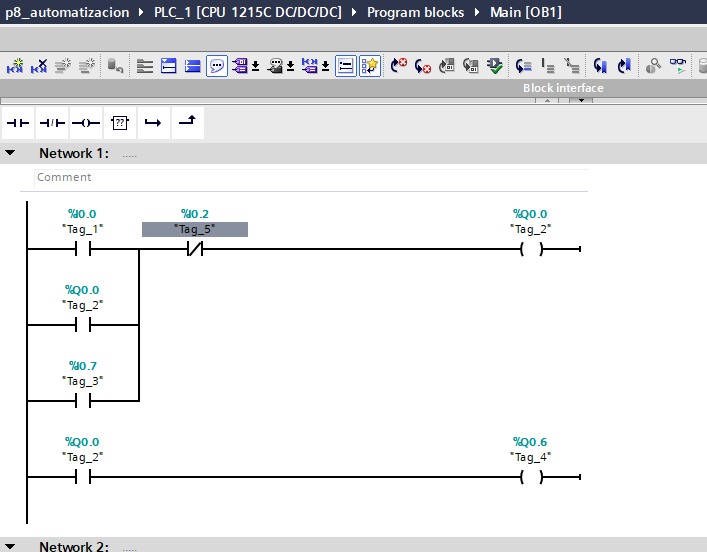 p8_automatizacion ▸ PLC_1 [CPU 1215C DC/DC/DC] ▸ Program blocks ▸ Main [OB1]
Block interface
??
Network 1: .....
Comment
%I0.0 %I0.2 %Q0.0
"Tag_1" "Tag_5" "Tag_2"
%Q0.0
"Tag_2"
%I0.7
"Tag_3"
%Q0.0 %Q0.6
"Tag_2" "Tag_4"
Network 2: .....